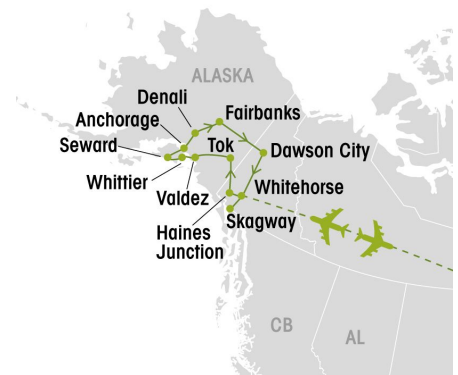 ALASKA
Denali
Fairbanks
Anchorage
Seward
Tok
Dawson City
Whittier
Valdez
Whitehorse
Skagway
Haines
Junction
CB
AL